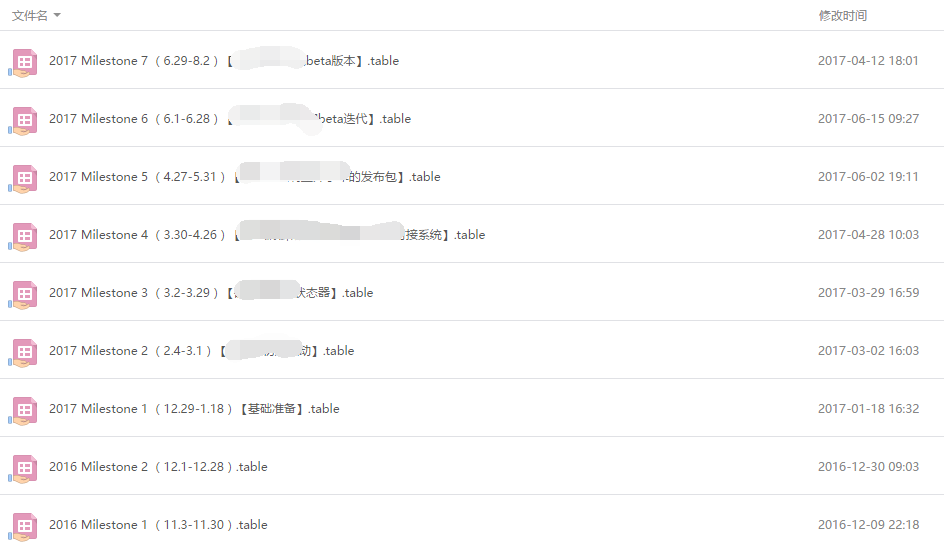 文件名 修改时间
2017 Milestone 7（6.29-8.2）【 beta版本】.table 2017-04-12 18:01
2017 Milestone 6（6.1-6.28）【 beta迭代】.table 2017-06-15 09:27
2017 Milestone 5（4.27-5.31）【 的发布包】.table 2017-06-02 19:11
2017 Milestone 4（3.30-4.26）【 接系统】.table 2017-04-28 10:03
2017 Milestone 3（3.2-3.29）【 状态器】.table 2017-03-29 16:59
2017 Milestone 2（2.4-3.1）【 动】.table 2017-03-02 16:03
2017 Milestone 1（12.29-1.18）【基础准备】.table 2017-01-18 16:32
2016 Milestone 2（12.1-12.28）.table 2016-12-30 09:03
2016 Milestone 1（11.3-11.30）.table 2016-12-09 22:18